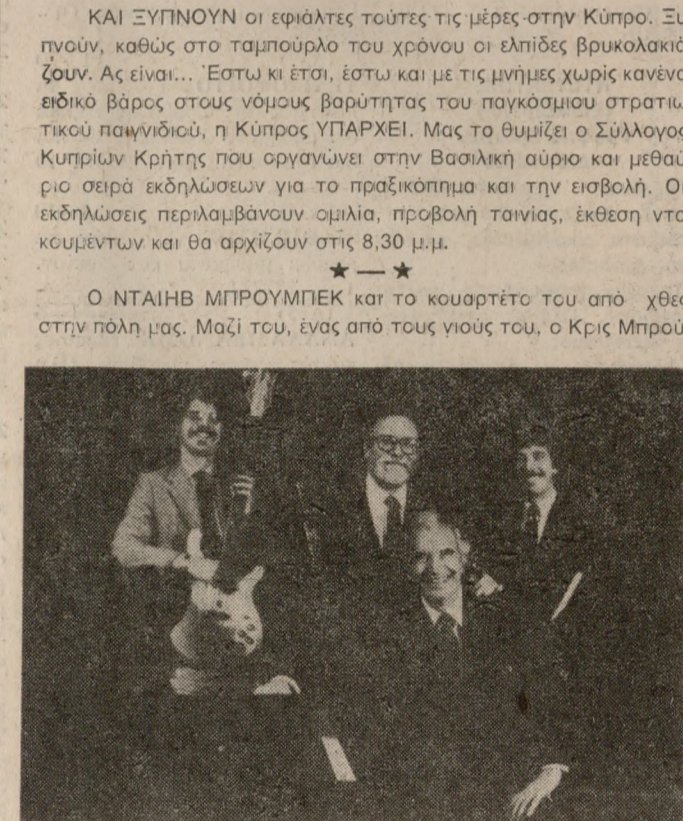 ΚΑΙ ΞΥΠΝΟΥΝ οι εφιάλτες τούτες τις μέρες στην Κύπρο. Ξυ
πνούν, καθώς στο ταμπούρλο του χρόνου οι ελπίδες βρυκολακιά
ζουν. Ας είναι... Έστω κι έτσι, έστω και με τις μνήμες χωρίς κανένα
ειδικό βάρος στους νόμους βαρύτητας του παγκόσμιου στρατιω
τικού παιγνιδιού, η Κύπρος ΥΠΑΡΧΕΙ. Μας το θυμίζει ο Σύλλογος
Κυπρίων Κρήτης που οργανώνει στην Βασιλική αύριο και μεθαύ
ριο σειρά εκδηλώσεων για το πραξικόπημα και την εισβολή. Οι
εκδηλώσεις περιλαμβάνουν ομιλία, προβολή ταινίας, έκθεση ντο
κουμέντων και θα αρχίζουν στις 8,30 μ.μ.
★ — ★
Ο ΝΤΑΙΗΒ ΜΠΡΟΥΜΠΕΚ και το κουαρτέτο του από χθες
στην πόλη μας. Μαζί του, ένας από τους γιούς του, ο Κρις Μπρού